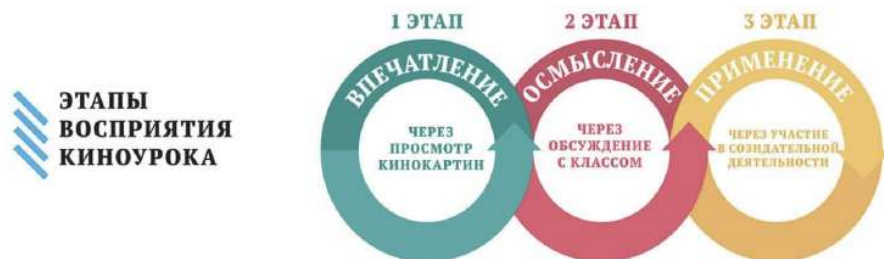 ЭТАПЫ
ВОСПРИЯТИЯ
КИНОУРОКА
1 ЭТАП
ВПЕЧАТЛЕНИЕ
ЧЕРЕЗ
ПРОСМОТР
КИНОКАРТИН
2 ЭТАП
ОСМЫСЛЕНИЕ
ЧЕРЕЗ
ОБСУЖДЕНИЕ
С КЛАССОМ
3 ЭТАП
ПРИМЕНЕНИЕ
ЧЕРЕЗ УЧАСТИЕ
В СОЗИДАТЕЛЬНОЙ
ДЕЯТЕЛЬНОСТИ